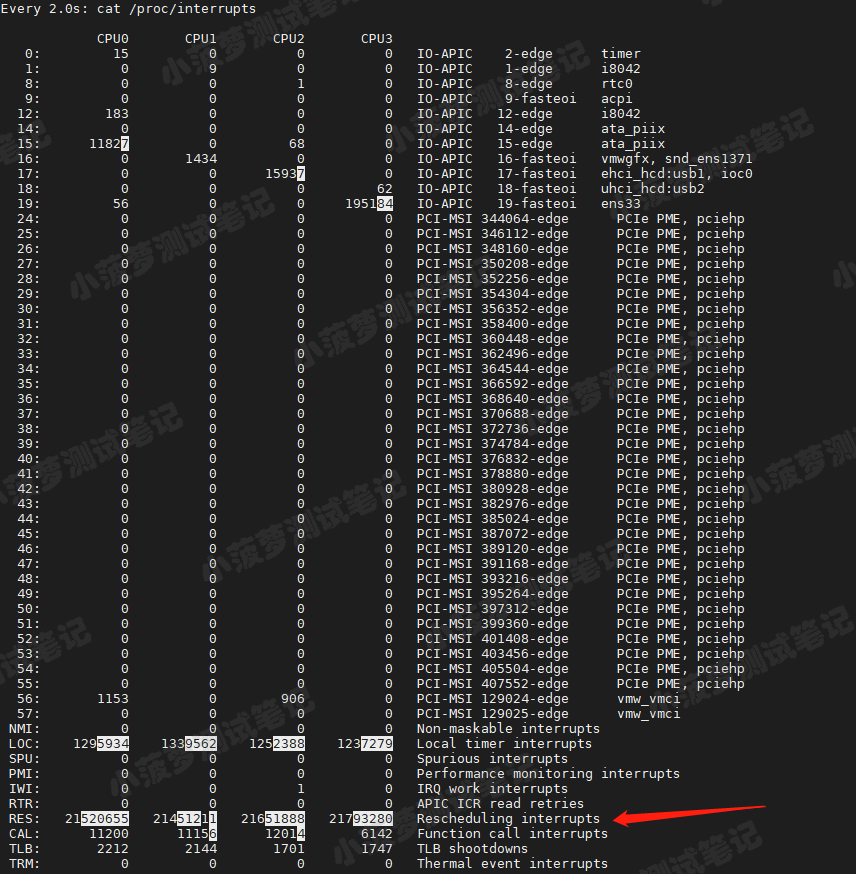 Every 2.0s: cat /proc/interrupts
CPU0 CPU1 CPU2 CPU3
0: 15 0 0 0 IO-APIC 2-edge timer
1: 0 9 0 0 IO-APIC 1-edge i8042
8: 0 0 1 0 IO-APIC 8-edge rtc0
9: 0 0 0 0 IO-APIC 9-fasteoi acpi
12: 183 0 0 0 IO-APIC 12-edge i8042
14: 0 0 0 0 IO-APIC 14-edge ata_piix
15: 11827 0 68 0 IO-APIC 15-edge ata_piix
16: 0 1434 0 0 IO-APIC 16-fasteoi vmwgfx, snd_ens1371
17: 0 0 15937 0 IO-APIC 17-fasteoi ehci_hcd:usb1, ioc0
18: 0 0 0 62 IO-APIC 18-fasteoi uhci_hcd:usb2
19: 56 0 0 195184 IO-APIC 19-fasteoi ens33
24: 0 0 0 0 PCI-MSI 344064-edge PCIe PME, pciehp
25: 0 0 0 0 PCI-MSI 346112-edge PCIe PME, pciehp
26: 0 0 0 0 PCI-MSI 348160-edge PCIe PME, pciehp
27: 0 0 0 0 PCI-MSI 350208-edge PCIe PME, pciehp
28: 0 0 0 0 PCI-MSI 352256-edge PCIe PME, pciehp
29: 0 0 0 0 PCI-MSI 354304-edge PCIe PME, pciehp
30: 0 0 0 0 PCI-MSI 356352-edge PCIe PME, pciehp
31: 0 0 0 0 PCI-MSI 358400-edge PCIe PME, pciehp
32: 0 0 0 0 PCI-MSI 360448-edge PCIe PME, pciehp
33: 0 0 0 0 PCI-MSI 362496-edge PCIe PME, pciehp
34: 0 0 0 0 PCI-MSI 364544-edge PCIe PME, pciehp
35: 0 0 0 0 PCI-MSI 366592-edge PCIe PME, pciehp
36: 0 0 0 0 PCI-MSI 368640-edge PCIe PME, pciehp
37: 0 0 0 0 PCI-MSI 370688-edge PCIe PME, pciehp
38: 0 0 0 0 PCI-MSI 372736-edge PCIe PME, pciehp
39: 0 0 0 0 PCI-MSI 374784-edge PCIe PME, pciehp
40: 0 0 0 0 PCI-MSI 376832-edge PCIe PME, pciehp
41: 0 0 0 0 PCI-MSI 378880-edge PCIe PME, pciehp
42: 0 0 0 0 PCI-MSI 380928-edge PCIe PME, pciehp
43: 0 0 0 0 PCI-MSI 382976-edge PCIe PME, pciehp
44: 0 0 0 0 PCI-MSI 385024-edge PCIe PME, pciehp
45: 0 0 0 0 PCI-MSI 387072-edge PCIe PME, pciehp
46: 0 0 0 0 PCI-MSI 389120-edge PCIe PME, pciehp
47: 0 0 0 0 PCI-MSI 391168-edge PCIe PME, pciehp
48: 0 0 0 0 PCI-MSI 393216-edge PCIe PME, pciehp
49: 0 0 0 0 PCI-MSI 395264-edge PCIe PME, pciehp
50: 0 0 0 0 PCI-MSI 397312-edge PCIe PME, pciehp
51: 0 0 0 0 PCI-MSI 399360-edge PCIe PME, pciehp
52: 0 0 0 0 PCI-MSI 401408-edge PCIe PME, pciehp
53: 0 0 0 0 PCI-MSI 403456-edge PCIe PME, pciehp
54: 0 0 0 0 PCI-MSI 405504-edge PCIe PME, pciehp
55: 0 0 0 0 PCI-MSI 407552-edge PCIe PME, pciehp
56: 1153 0 906 0 PCI-MSI 129024-edge vmw_vmci
57: 0 0 0 0 PCI-MSI 129025-edge vmw_vmci
NMI: 0 0 0 0 Non-maskable interrupts
LOC: 1295934 1339562 1252388 1237279 Local timer interrupts
SPU: 0 0 0 0 Spurious interrupts
PMI: 0 0 0 0 Performance monitoring interrupts
IWI: 0 0 1 0 IRQ work interrupts
RTR: 0 0 0 0 APIC ICR read retries
RES: 21520655 21451211 21651888 21793280 Rescheduling interrupts
CAL: 11200 11156 12014 6142 Function call interrupts
TLB: 2212 2144 1701 1747 TLB shootdowns
TRM: 0 0 0 0 Thermal event interrupts
小菠萝测试笔记